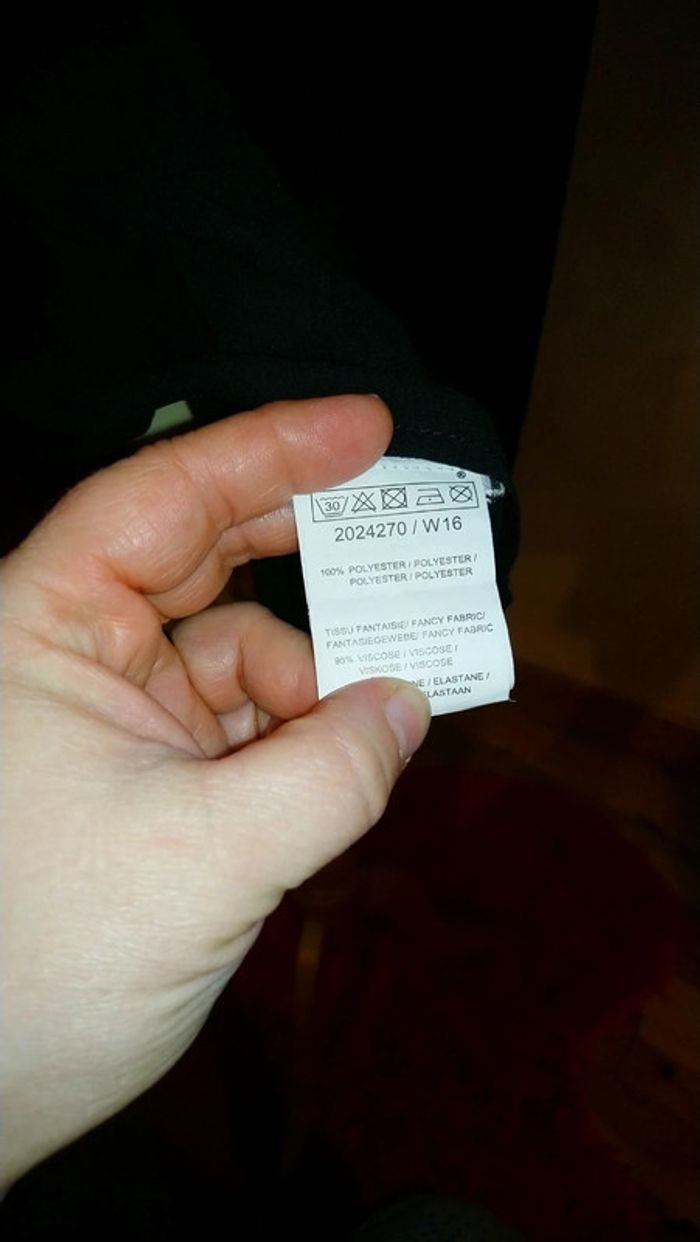 ®
30
2024270 / W16
100% POLYESTER / POLYESTER /
POLYESTER / POLYESTER
TISSU FANTAISIE/ FANCY FABRIC/
FANTASIEGEWEBE/ FANCY FABRIC
96% VISCOSE / VISCOSE /
VISKOSE / VISCOSE
/ ELASTANE /
ELASTAAN